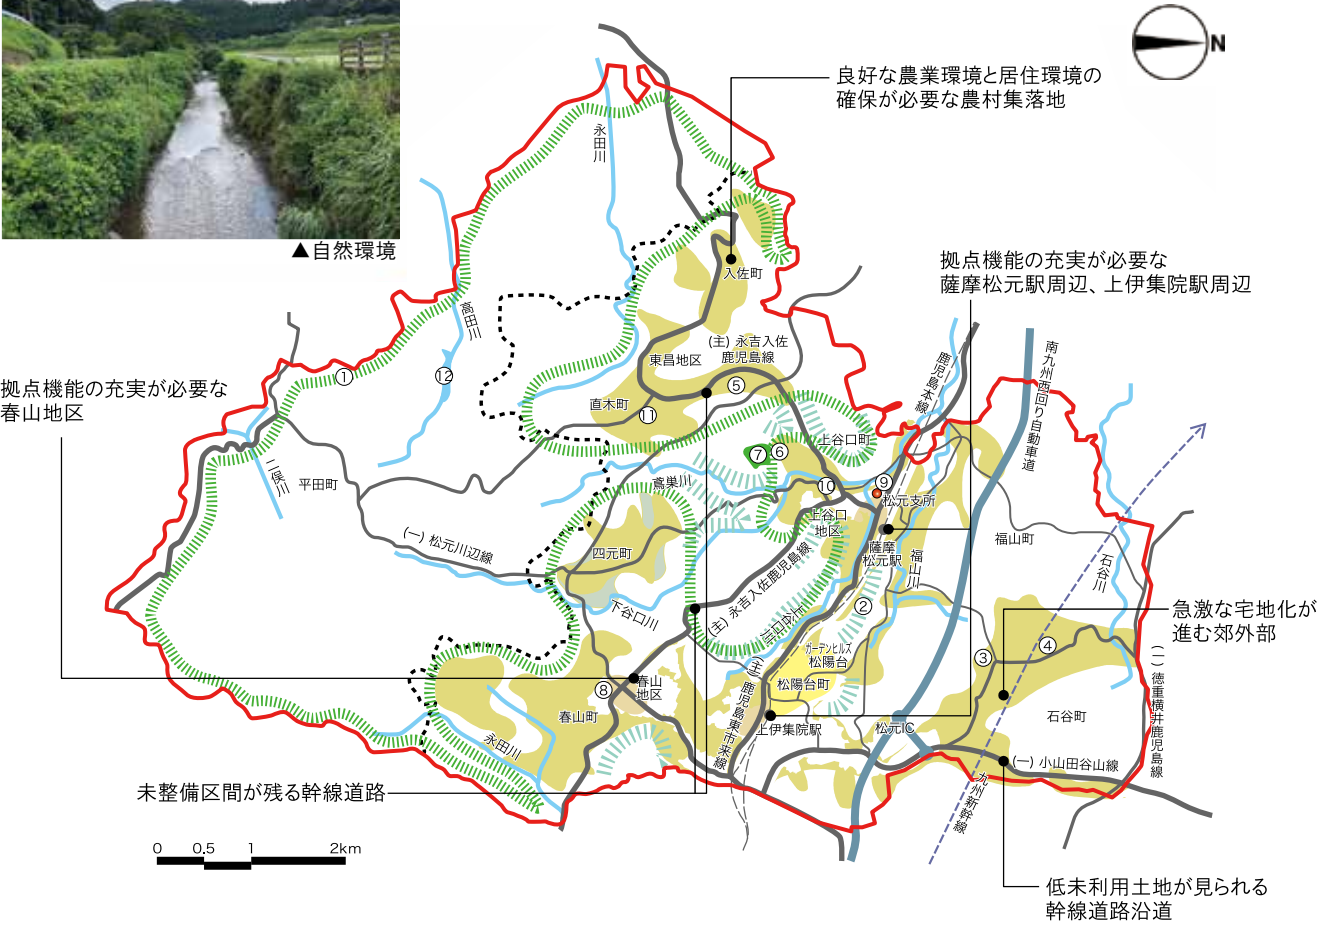 N
▲自然環境
良好な農業環境と居住環境の
確保が必要な農村集落地
拠点機能の充実が必要な
薩摩松元駅周辺、上伊集院駅周辺
拠点機能の充実が必要な
春山地区
急激な宅地化が
進む郊外部
未整備区間が残る幹線道路
低未利用土地が見られる
幹線道路沿道
0 0.5 1 2km
永田川
高田川
入佐町
東昌地区
(主) 永吉入佐
鹿児島線
直木町
①
⑫
⑤
⑪
⑦
⑥
上谷口町
鹿児島本線
南九州西回り自動車道
二俣川
平田町
鳶巣川
⑩
⑨
松元支所
上谷口
地区
(一) 松元川辺線
四元町
薩摩
松元駅
福山川
福山町
石谷川
下谷口川
(主) 永吉入佐鹿児島線
上谷口川
②
ガーデンヒルズ
松陽台
③
④
(一) 徳重横井鹿児島線
春山
地区
⑧
春山町
松陽台町
(主) 鹿児島東市来線
上伊集院駅
松元IC
石谷町
永田川
(一) 小山田谷山線
九州新幹線